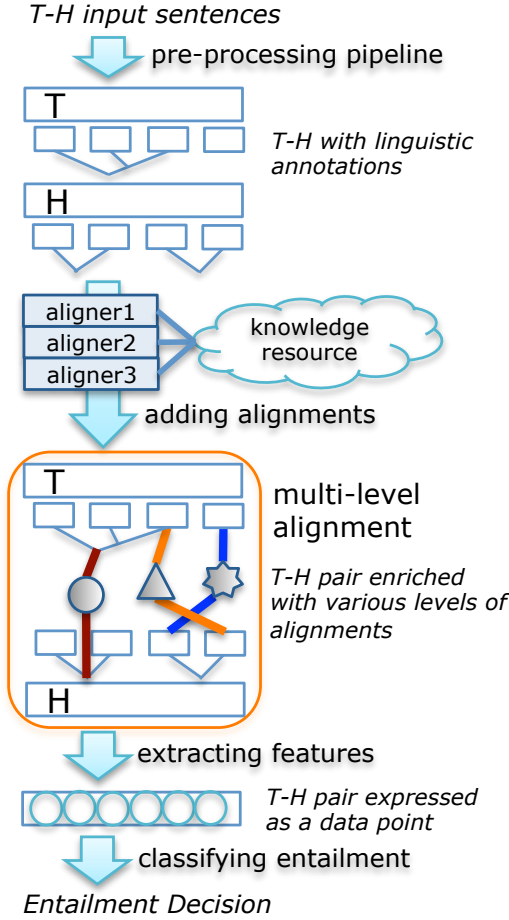 T-H input sentences
pre-processing pipeline
T
T-H with linguistic
annotations
H
aligner1
aligner2
aligner3
knowledge
resource
adding alignments
T
multi-level
alignment
T-H pair enriched
with various levels of
alignments
H
extracting features
T-H pair expressed
as a data point
classifying entailment
Entailment Decision